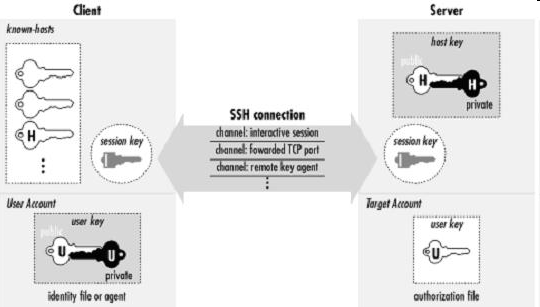 Client
Server
known-hosts
host key
public
H
H
private
H
SSH connection
session key
channel: interactive session
channel: fowarded TCP port
channel: remote key agent
session key
User Account
Target Account
user key
public
U
U
private
identity file or agent
user key
U
authorization file